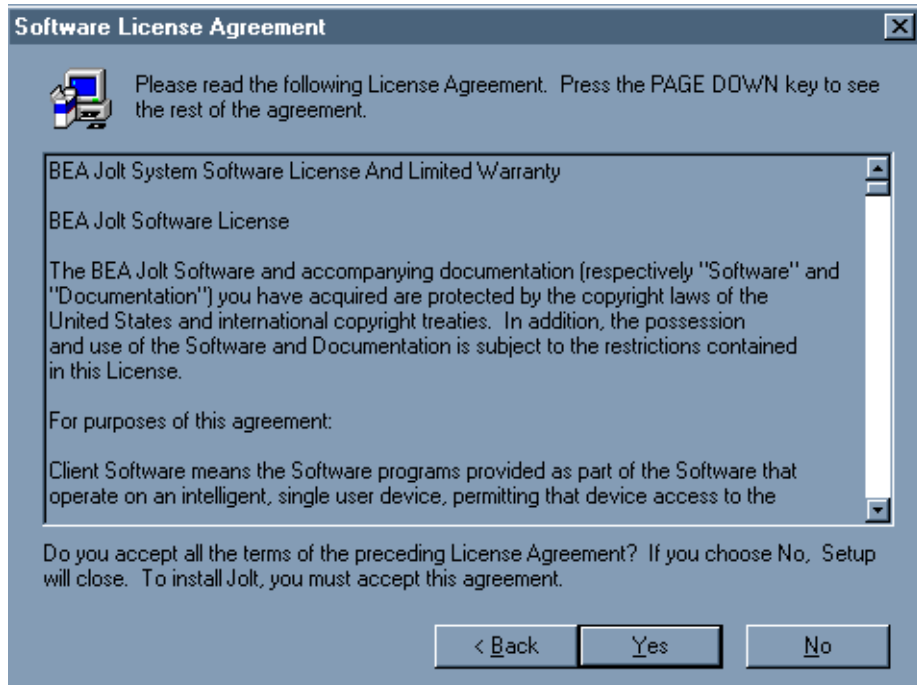 Software License Agreement
Please read the following License Agreement.  Press the PAGE DOWN key to see
the rest of the agreement.
BEA Jolt System Software License And Limited Warranty
BEA Jolt Software License
The BEA Jolt Software and accompanying documentation (respectively "Software" and
"Documentation") you have acquired are protected by the copyright laws of the
United States and international copyright treaties.  In addition, the possession
and use of the Software and Documentation is subject to the restrictions contained
in this License.
For purposes of this agreement:
Client Software means the Software programs provided as part of the Software that
operate on an intelligent, single user device, permitting that device access to the
Do you accept all the terms of the preceding License Agreement?  If you choose No,  Setup
will close.  To install Jolt, you must accept this agreement.
< Back Yes No